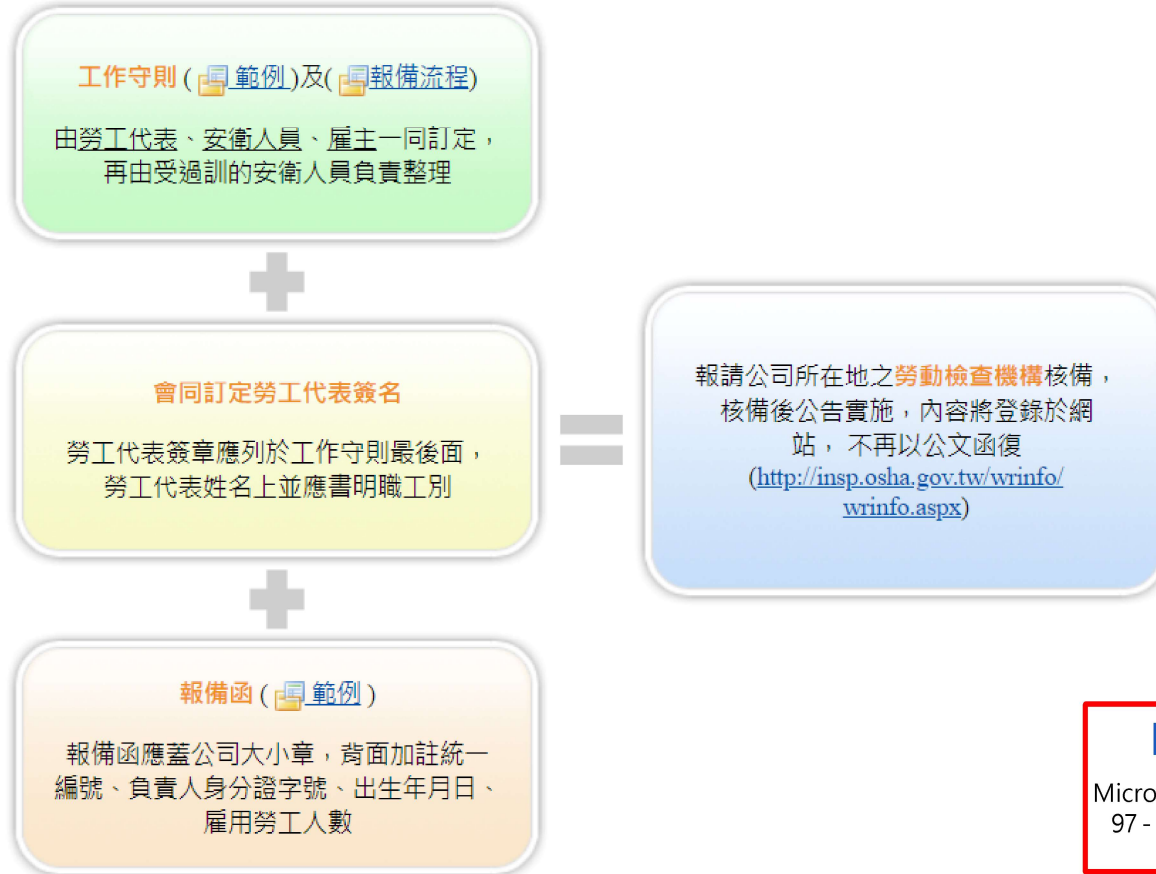 工作守則 ( 範例 )及( 報備流程)
由勞工代表、安衛人員、雇主一同訂定，
再由受過訓的安衛人員負責整理
會同訂定勞工代表簽名
勞工代表簽章應列於工作守則最後面，
勞工代表姓名上並應書明職工別
報備函 ( 範例 )
報備函應蓋公司大小章，背面加註統一
編號、負責人身分證字號、出生年月日、
雇用勞工人數
報請公司所在地之勞動檢查機構核備，
核備後公告實施，內容將登錄於網
站， 不再以公文函復
(http://insp.osha.gov.tw/wrinfo/
wrinfo.aspx)
Micro
97 -